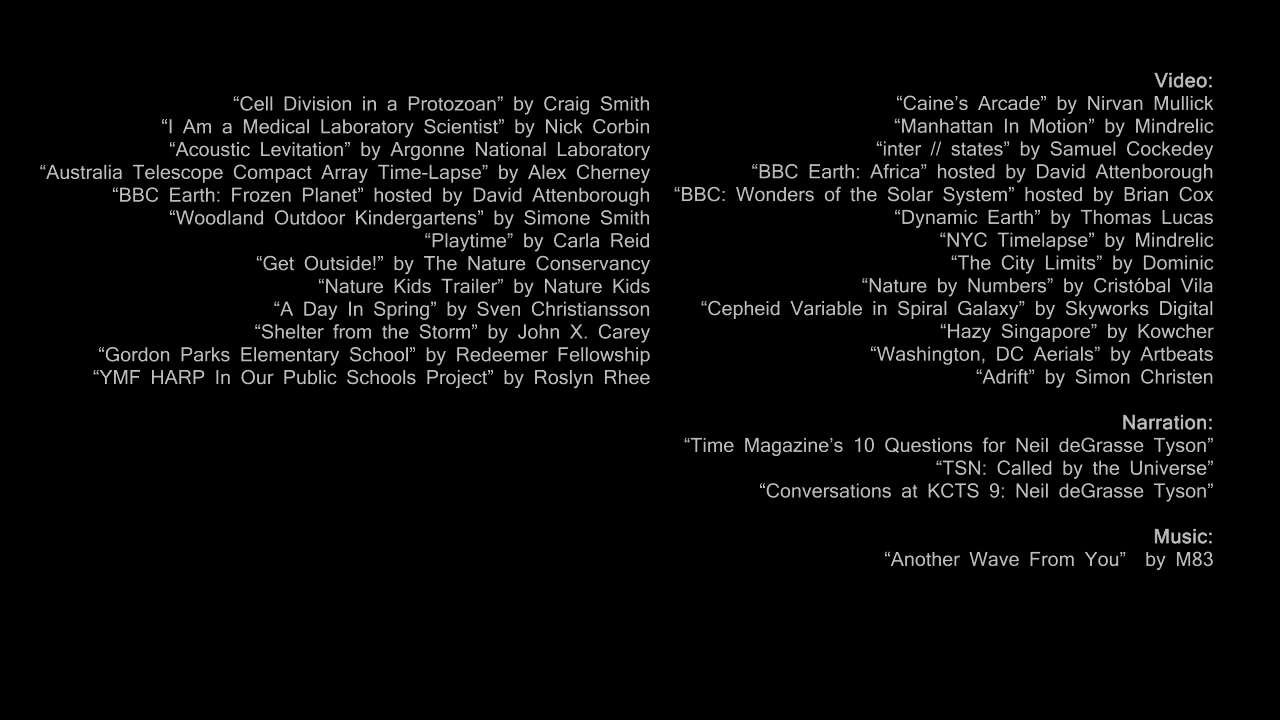 “Cell Division in a Protozoan” by Craig Smith
“I Am a Medical Laboratory Scientist” by Nick Corbin
“Acoustic Levitation” by Argonne National Laboratory
“Australia Telescope Compact Array Time-Lapse” by Alex Cherney
“BBC Earth: Frozen Planet” hosted by David Attenborough
“Woodland Outdoor Kindergartens” by Simone Smith
“Playtime” by Carla Reid
“Get Outside!” by The Nature Conservancy
“Nature Kids Trailer” by Nature Kids
“A Day In Spring” by Sven Christiansson
“Shelter from the Storm” by John X. Carey
“Gordon Parks Elementary School” by Redeemer Fellowship
“YMF HARP In Our Public Schools Project” by Roslyn Rhee
Video:
“Caine’s Arcade” by Nirvan Mullick
“Manhattan In Motion” by Mindrelic
“inter // states” by Samuel Cockedey
“BBC Earth: Africa” hosted by David Attenborough
“BBC: Wonders of the Solar System” hosted by Brian Cox
“Dynamic Earth” by Thomas Lucas
“NYC Timelapse” by Mindrelic
“The City Limits” by Dominic
“Nature by Numbers” by Cristóbal Vila
“Cepheid Variable in Spiral Galaxy” by Skyworks Digital
“Hazy Singapore” by Kowcher
“Washington, DC Aerials” by Artbeats
“Adrift” by Simon Christen
Narration:
“Time Magazine’s 10 Questions for Neil deGrasse Tyson”
“TSN: Called by the Universe”
“Conversations at KCTS 9: Neil deGrasse Tyson”
Music:
“Another Wave From You” by M83